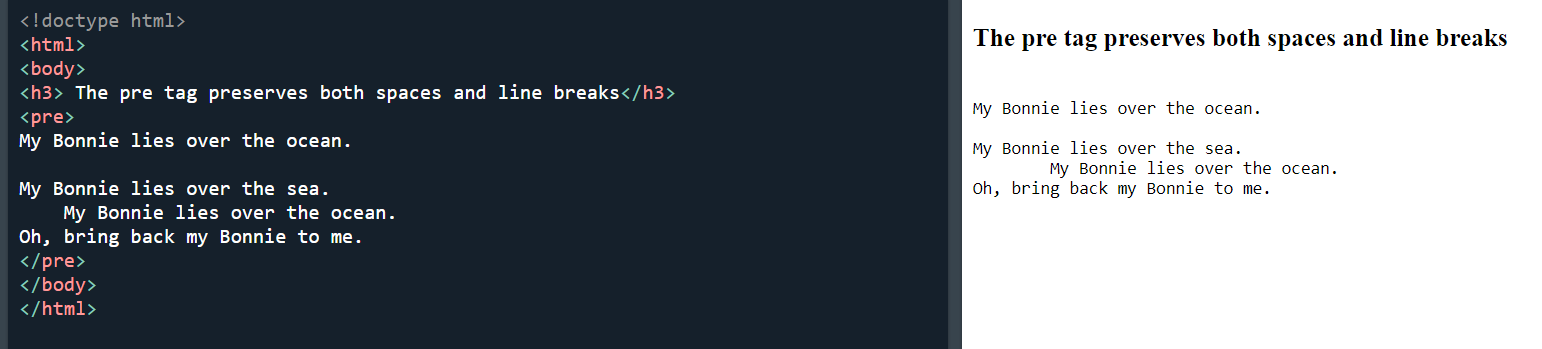 <!doctype html>
<html>
<body>
<h3> The pre tag preserves both spaces and line breaks</h3>
<pre>
My Bonnie lies over the ocean.

My Bonnie lies over the sea.
    My Bonnie lies over the ocean.
Oh, bring back my Bonnie to me.
</pre>
</body>
</html>
The pre tag preserves both spaces and line breaks
My Bonnie lies over the ocean.

My Bonnie lies over the sea.
        My Bonnie lies over the ocean.
Oh, bring back my Bonnie to me.